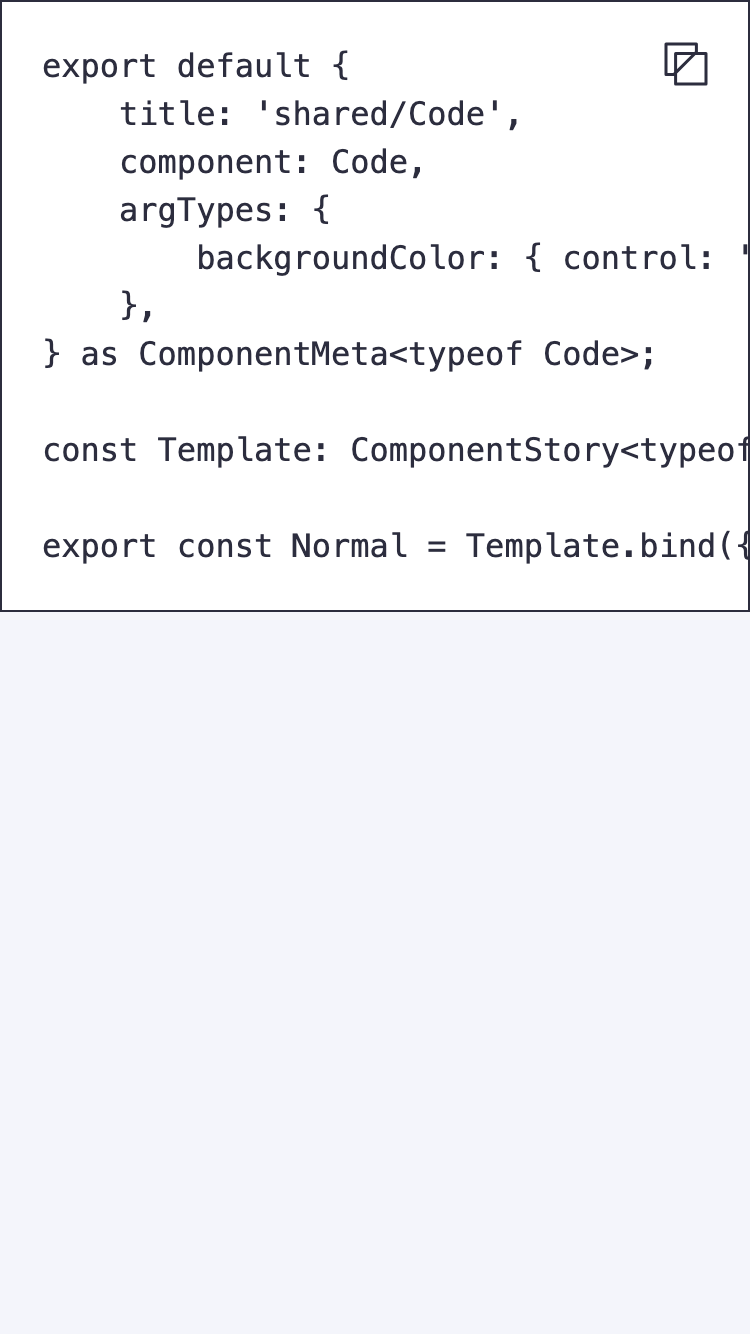 export default {
    title: 'shared/Code',
    component: Code,
    argTypes: {
        backgroundColor: { control: '
    },
} as ComponentMeta<typeof Code>;

const Template: ComponentStory<typeof

export const Normal = Template.bind({